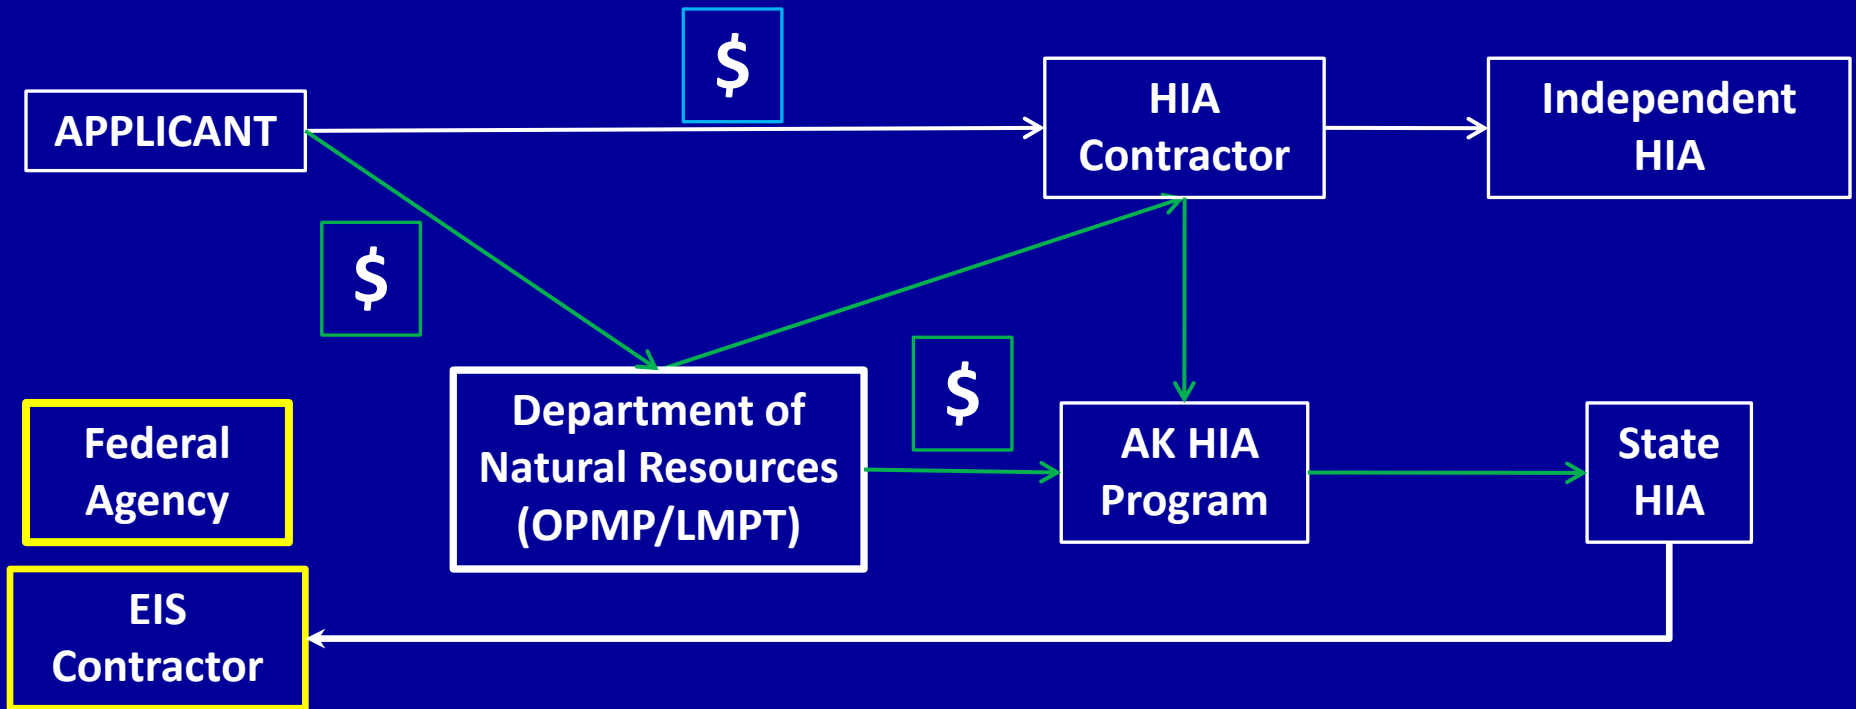 $
APPLICANT
HIA
Contractor
Independent
HIA
$
$
Federal
Agency
Department of
Natural Resources
(OPMP/LMPT)
AK HIA
Program
State
HIA
EIS
Contractor